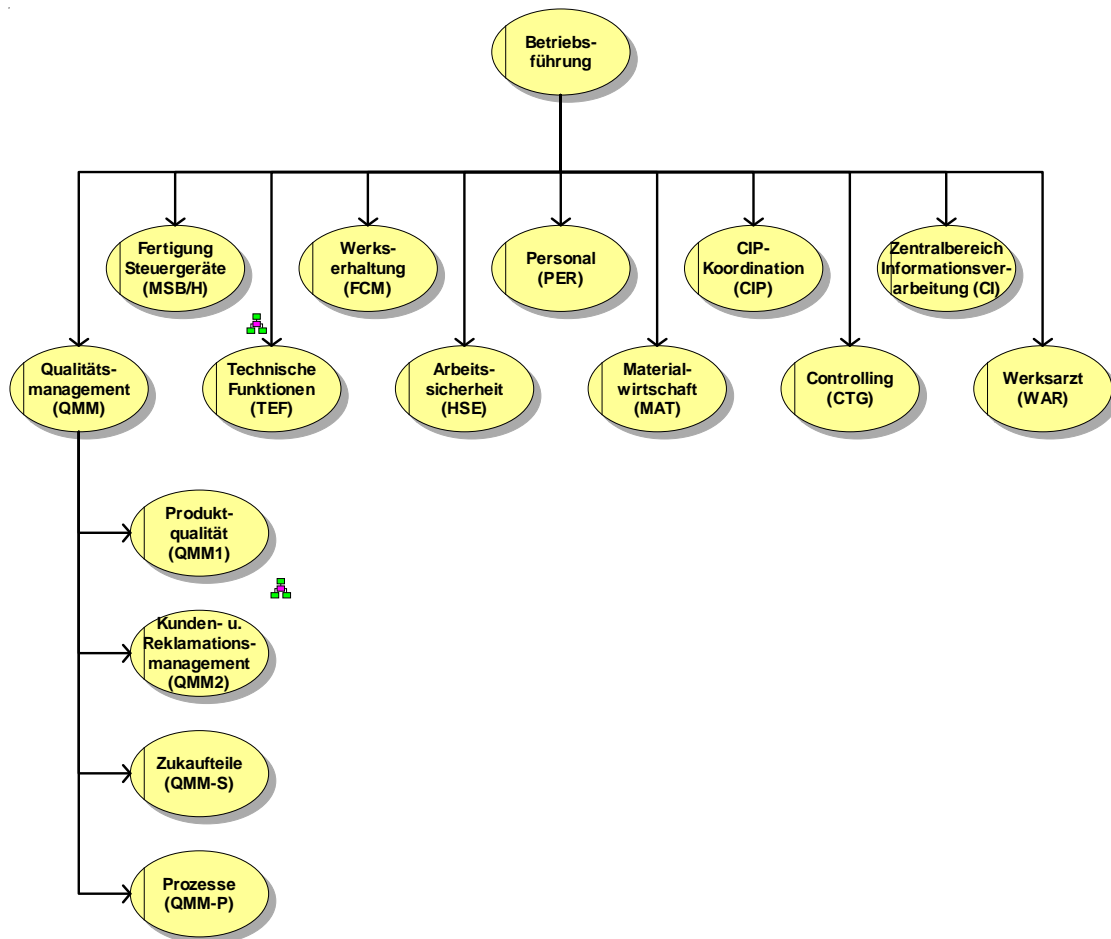 Betriebs-
führung
Fertigung
Steuergeräte
(MSB/H)
Werks-
erhaltung
(FCM)
Personal
(PER)
CIP-
Koordination
(CIP)
Zentralbereich
Informationsver-
arbeitung (CI)
Qualitäts-
management
(QMM)
Technische
Funktionen
(TEF)
Arbeits-
sicherheit
(HSE)
Material-
wirtschaft
(MAT)
Controlling
(CTG)
Werksarzt
(WAR)
Produkt-
qualität
(QMM1)
Kunden- u.
Reklamations-
management
(QMM2)
Zukaufteile
(QMM-S)
Prozesse
(QMM-P)